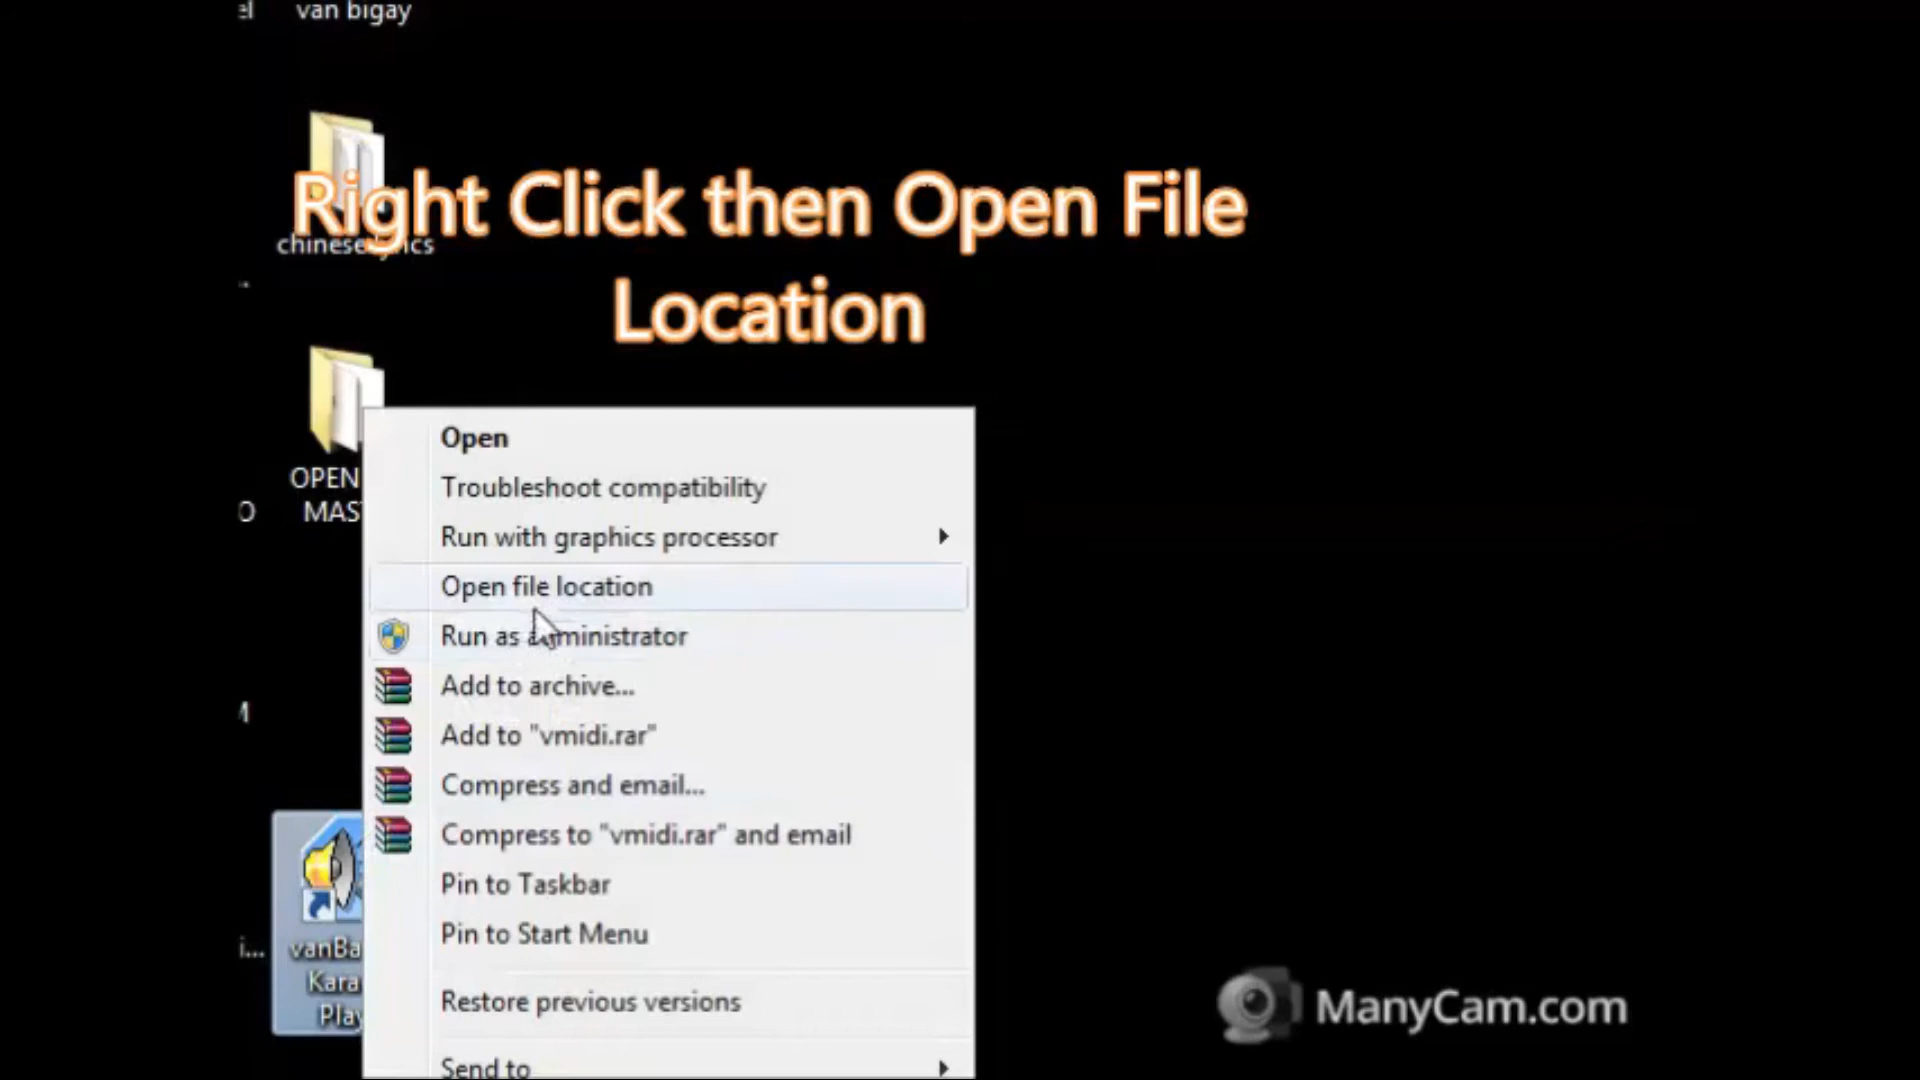 van bigay
Right Click then Open File
Location
OPEN
MAS
Open
Troubleshoot compatibility
Run with graphics processor
Open file location
Run as administrator
Add to archive...
Add to "vmidi.rar"
Compress and email...
Compress to "vmidi.rar" and email
Pin to Taskbar
Pin to Start Menu
Restore previous versions
Send to
vanBa
Kara
Play
ManyCam.com